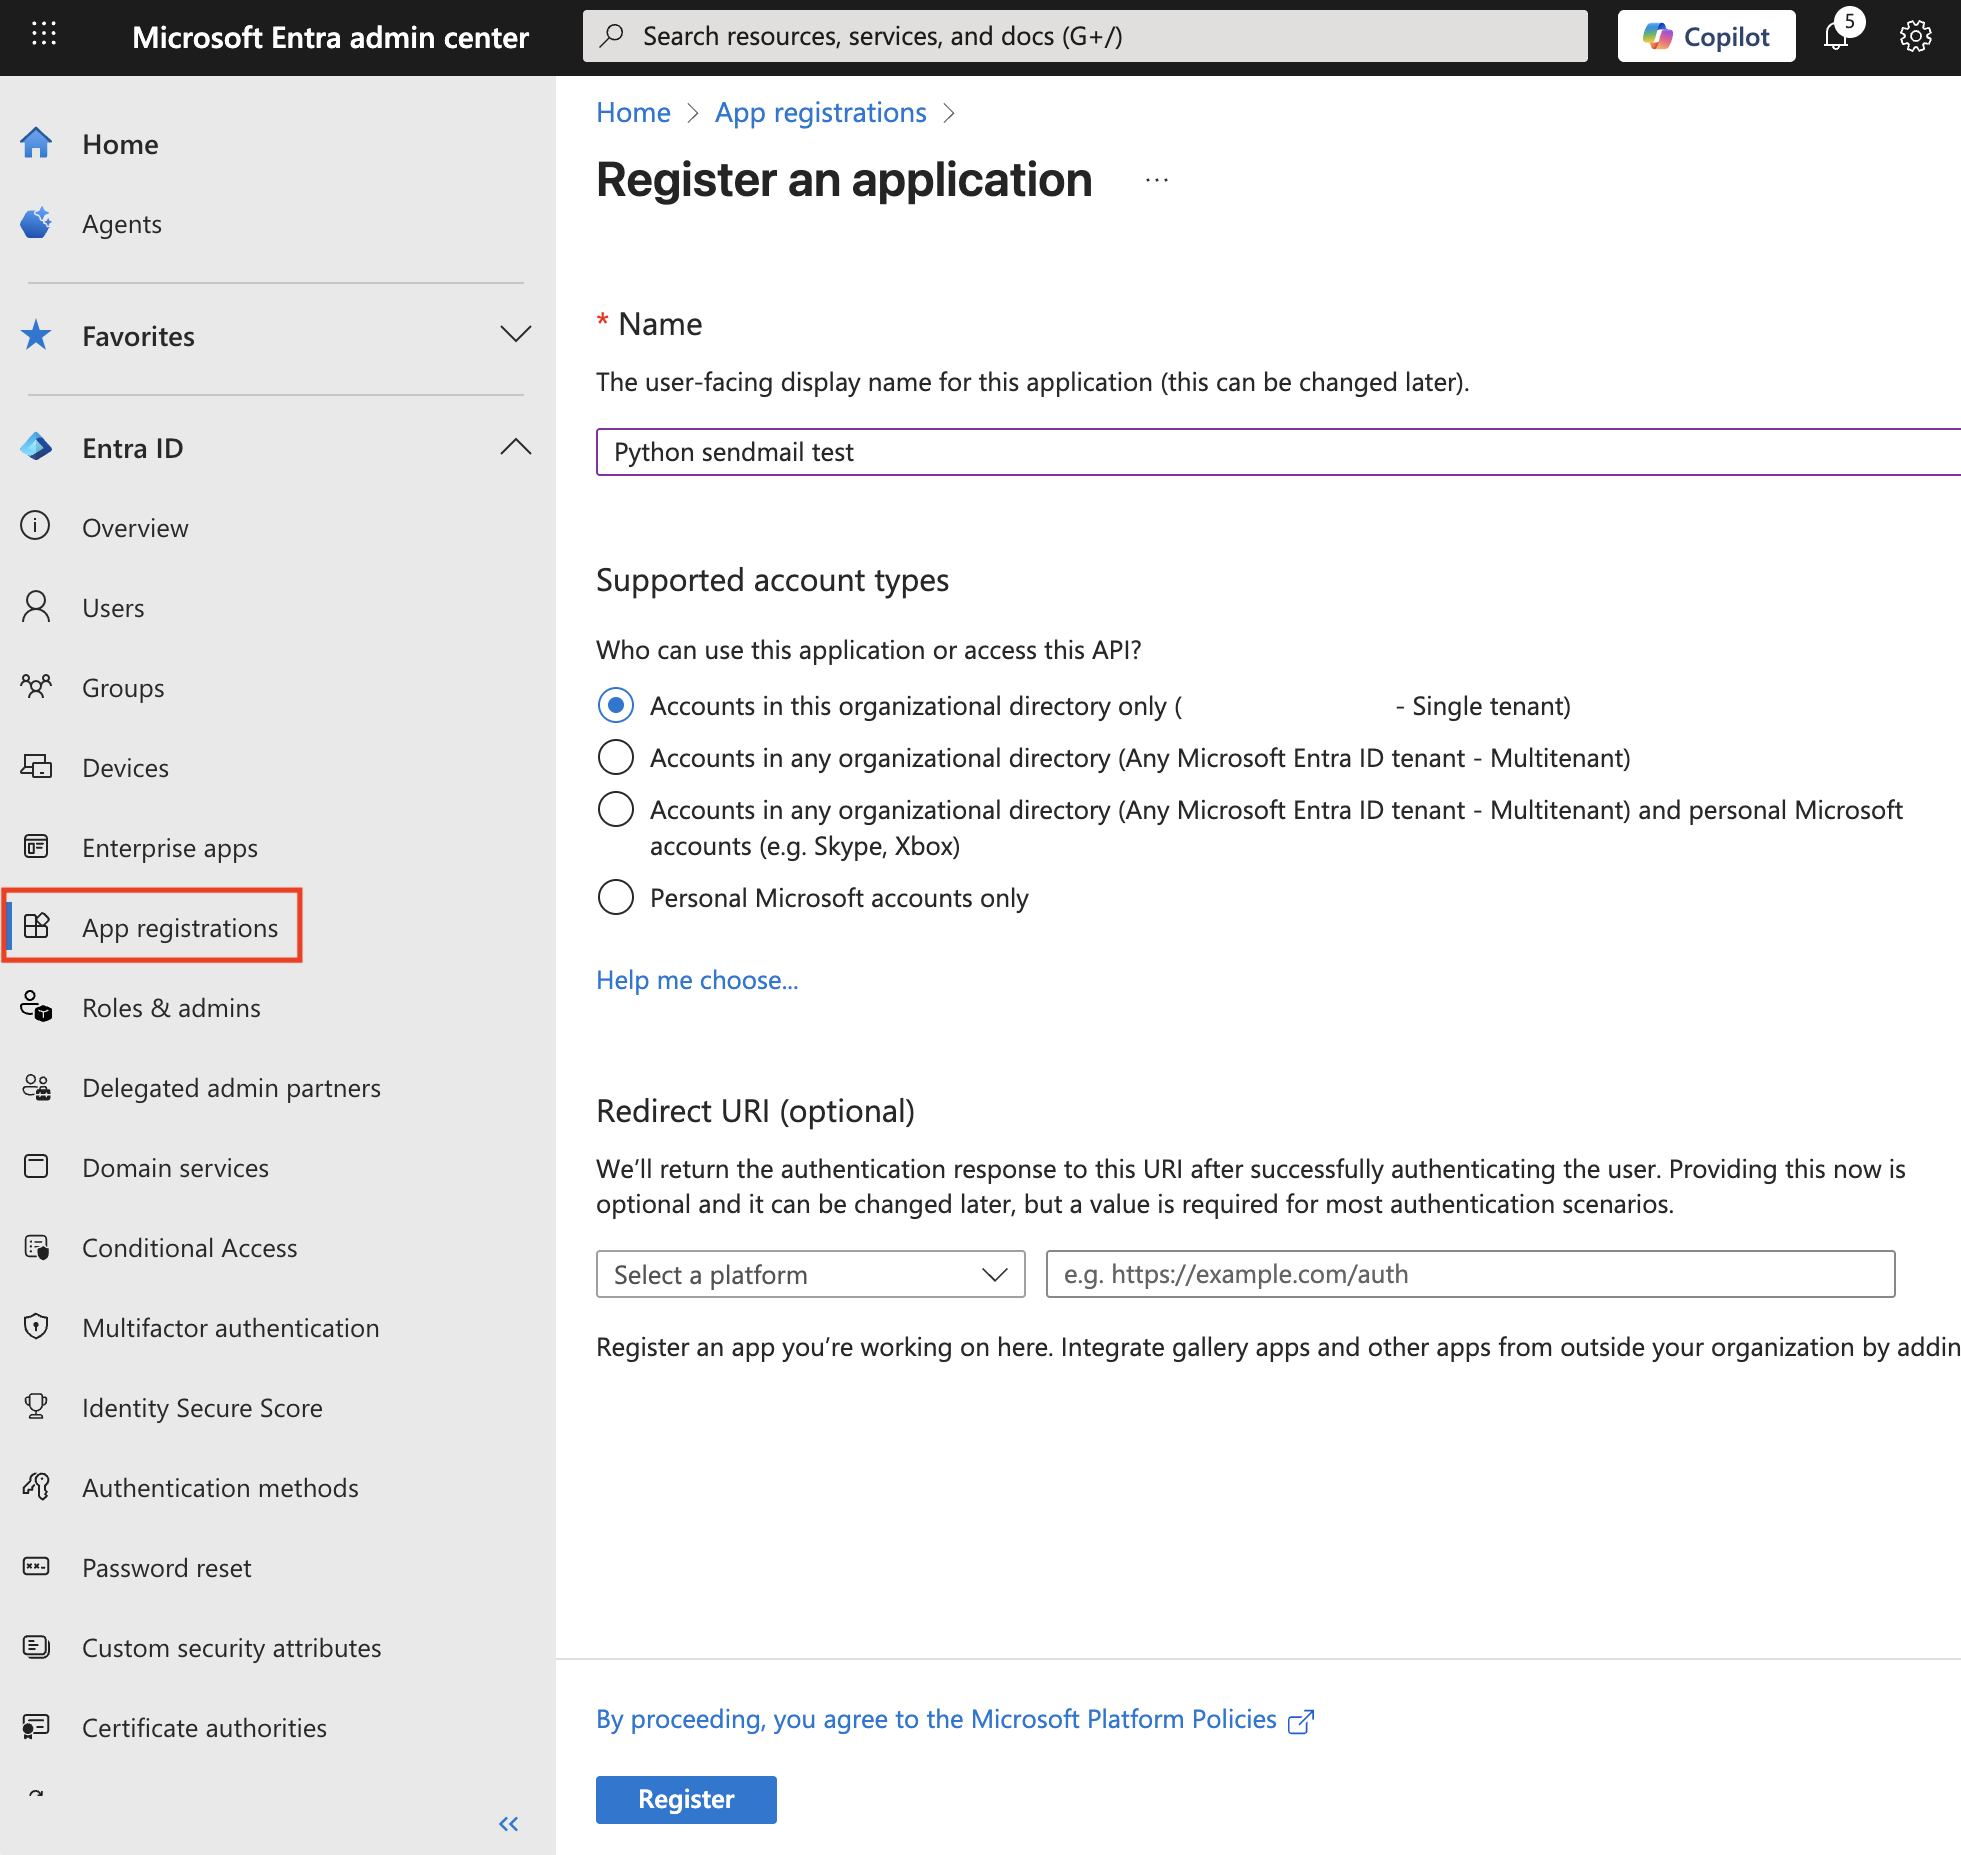 Microsoft Entra admin center
Search resources, services, and docs (G+/)
Copilot
5
Home
Agents
Favorites
Entra ID
Overview
Users
Groups
Devices
Enterprise apps
App registrations
Roles & admins
Delegated admin partners
Domain services
Conditional Access
Multifactor authentication
Identity Secure Score
Authentication methods
Password reset
Custom security attributes
Certificate authorities
Home > App registrations >
Register an application ...
* Name
The user-facing display name for this application (this can be changed later).
Python sendmail test
Supported account types
Who can use this application or access this API?
Accounts in this organizational directory only ( - Single tenant)
Accounts in any organizational directory (Any Microsoft Entra ID tenant - Multitenant)
Accounts in any organizational directory (Any Microsoft Entra ID tenant - Multitenant) and personal Microsoft
accounts (e.g. Skype, Xbox)
Personal Microsoft accounts only
Help me choose...
Redirect URI (optional)
We’ll return the authentication response to this URI after successfully authenticating the user. Providing this now is
optional and it can be changed later, but a value is required for most authentication scenarios.
Select a platform
e.g. https://example.com/auth
Register an app you’re working on here. Integrate gallery apps and other apps from outside your organization by addin
By proceeding, you agree to the Microsoft Platform Policies
Register